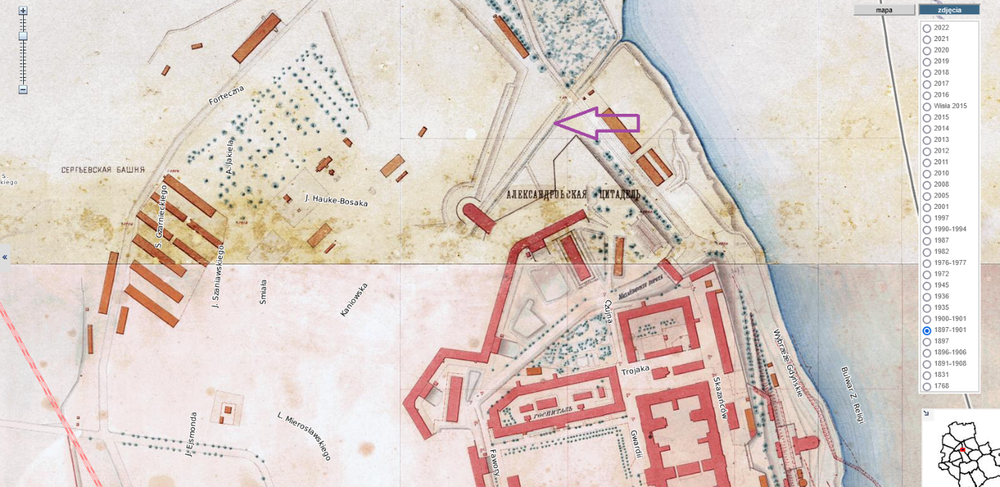 mapa
zdjęcia
2022
2021
2020
2019
2018
2017
2016
Wisła 2015
2015
2014
2013
2012
2011
2010
2008
2005
2001
1997
1990-1994
1987
1982
1976-1977
1972
1945
1936
1935
1900-1901
1897-1901
1897
1896-1906
1891-1908
1831
1768
Forteczna
A. Jakiela
СЕРГѢЕВСКАЯ БАШНЯ
S.
kiego
J. Hauke-Bosaka
АЛЕКСАНДРОВСКАЯ ЦИТАДЕЛЬ
S. Czarnieckiego
J. Szaniawskiego
Śmiała
Kaniowska
Czujna
Trojaka
Skazańców
Wybrzeże Gdyńskie
Bulwar Z. Religi
ГОСПИТАЛЬ
J. Ejsmonda
L. Mierosławskiego
Fawory
Gwardii
«